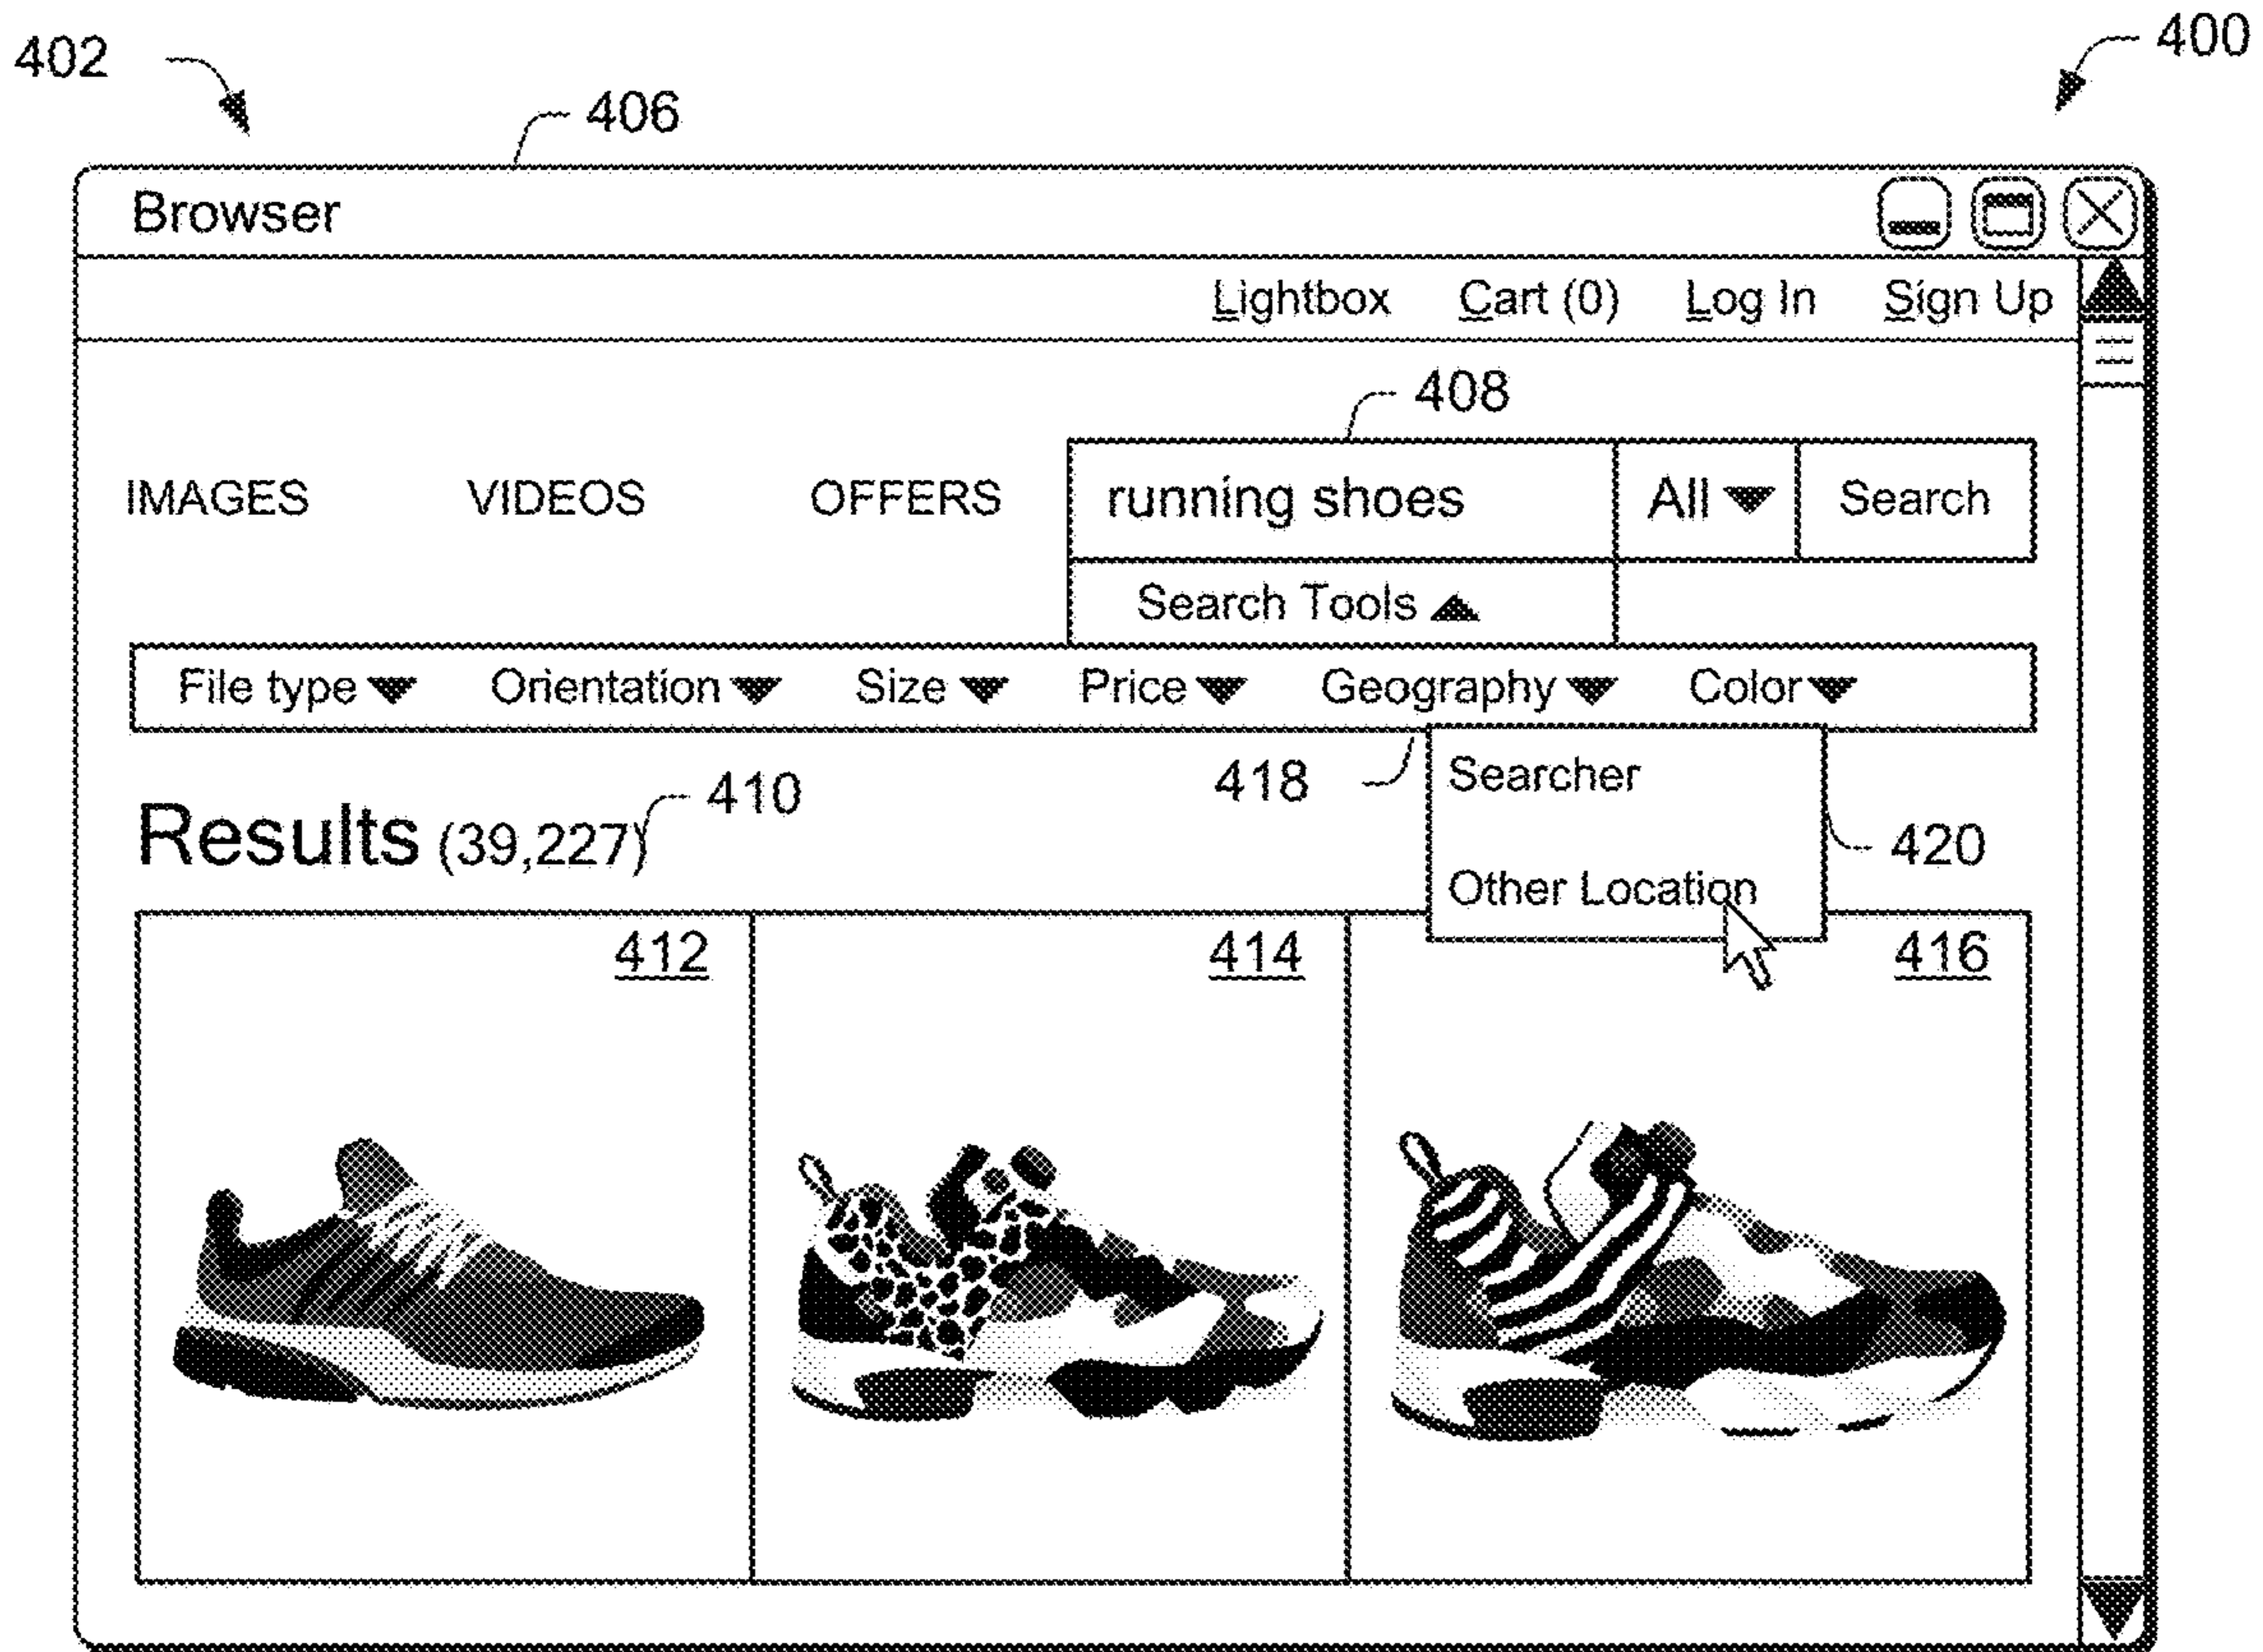 402
400
406
Browser
Lightbox Cart (0) Log In Sign Up
408
IMAGES VIDEOS OFFERS running shoes All Search
Search Tools
File type Orientation Size Price Geography Color
418 Searcher
Results (39,227) 410
420
Other Location
412 414 416